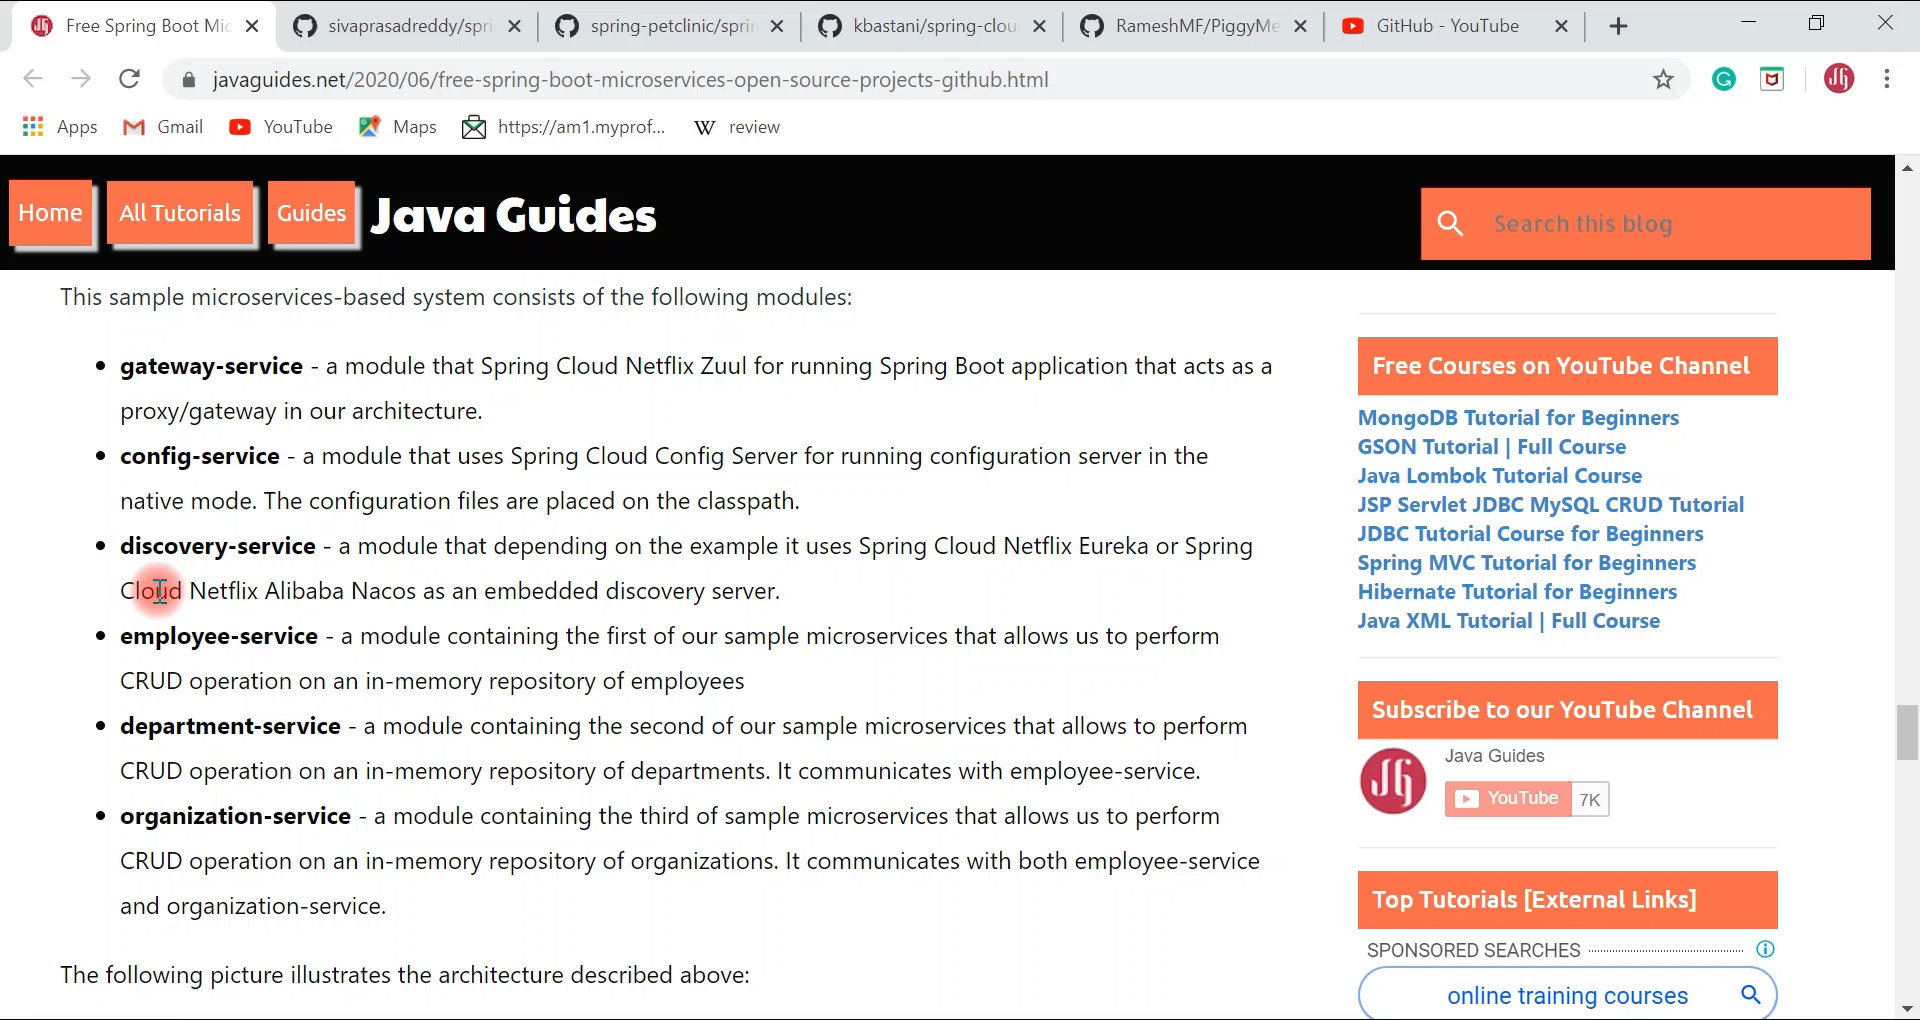 Free Spring Boot Mic
sivaprasadreddy/spri
spring-petclinic/sprin
kbastani/spring-clou
RameshMF/PiggyMe
GitHub - YouTube
javaguides.net/2020/06/free-spring-boot-microservices-open-source-projects-github.html
Apps
Gmail
YouTube
Maps
https://am1.myprof...
W review
Home
All Tutorials
Guides
Java Guides
Search this blog
This sample microservices-based system consists of the following modules:
• gateway-service - a module that Spring Cloud Netflix Zuul for running Spring Boot application that acts as a
proxy/gateway in our architecture.
• config-service - a module that uses Spring Cloud Config Server for running configuration server in the
native mode. The configuration files are placed on the classpath.
• discovery-service - a module that depending on the example it uses Spring Cloud Netflix Eureka or Spring
Cloud Netflix Alibaba Nacos as an embedded discovery server.
• employee-service - a module containing the first of our sample microservices that allows us to perform
CRUD operation on an in-memory repository of employees
• department-service - a module containing the second of our sample microservices that allows to perform
CRUD operation on an in-memory repository of departments. It communicates with employee-service.
• organization-service - a module containing the third of sample microservices that allows us to perform
CRUD operation on an in-memory repository of organizations. It communicates with both employee-service
and organization-service.
The following picture illustrates the architecture described above:
Free Courses on YouTube Channel
MongoDB Tutorial for Beginners
GSON Tutorial | Full Course
Java Lombok Tutorial Course
JSP Servlet JDBC MySQL CRUD Tutorial
JDBC Tutorial Course for Beginners
Spring MVC Tutorial for Beginners
Hibernate Tutorial for Beginners
Java XML Tutorial | Full Course
Subscribe to our YouTube Channel
JG
Java Guides
YouTube 7K
Top Tutorials [External Links]
SPONSORED SEARCHES
online training courses